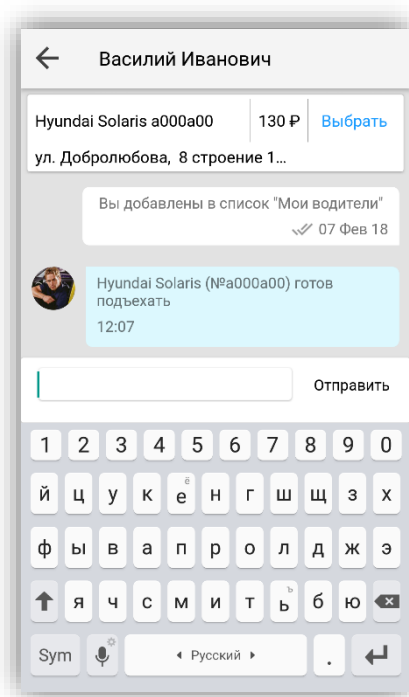 Василий Иванович
Hyundai Solaris a000a00 130 ₽ Выбрать
ул. Добролюбова, 8 строение 1...
Вы добавлены в список "Мои водители"
07 Фев 18
Hyundai Solaris (№a000a00) готов
подъехать
12:07
Отправить
1 2 3 4 5 6 7 8 9 0
й ц у к е ё н г ш щ з х
ф ы в а п р о л д ж э
я ч с м и т ь ъ б ю
Sym Русский .